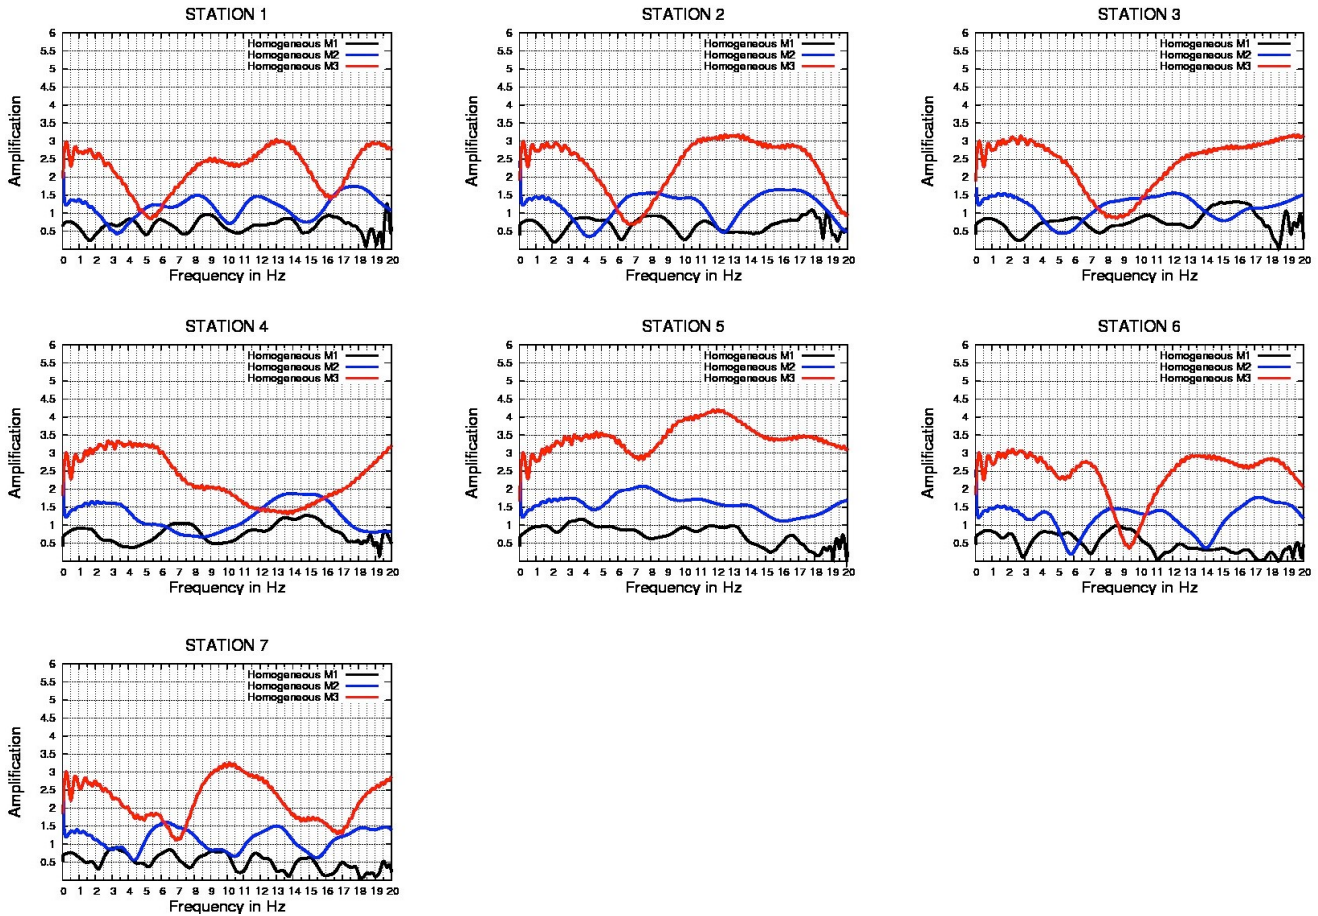 STATION 1
6
5.5
5
4.5
4
3.5
3
2.5
2
1.5
1
0.5
Amplification
Homogeneous M1
Homogeneous M2
Homogeneous M3
0 1 2 3 4 5 6 7 8 9 10 11 12 13 14 15 16 17 18 19 20
Frequency in Hz
STATION 2
6
5.5
5
4.5
4
3.5
3
2.5
2
1.5
1
0.5
Amplification
Homogeneous M1
Homogeneous M2
Homogeneous M3
0 1 2 3 4 5 6 7 8 9 10 11 12 13 14 15 16 17 18 19 20
Frequency in Hz
STATION 3
6
5.5
5
4.5
4
3.5
3
2.5
2
1.5
1
0.5
Amplification
Homogeneous M1
Homogeneous M2
Homogeneous M3
0 1 2 3 4 5 6 7 8 9 10 11 12 13 14 15 16 17 18 19 20
Frequency in Hz
STATION 4
6
5.5
5
4.5
4
3.5
3
2.5
2
1.5
1
0.5
Amplification
Homogeneous M1
Homogeneous M2
Homogeneous M3
0 1 2 3 4 5 6 7 8 9 10 11 12 13 14 15 16 17 18 19 20
Frequency in Hz
STATION 5
6
5.5
5
4.5
4
3.5
3
2.5
2
1.5
1
0.5
Amplification
Homogeneous M1
Homogeneous M2
Homogeneous M3
0 1 2 3 4 5 6 7 8 9 10 11 12 13 14 15 16 17 18 19 20
Frequency in Hz
STATION 6
6
5.5
5
4.5
4
3.5
3
2.5
2
1.5
1
0.5
Amplification
Homogeneous M1
Homogeneous M2
Homogeneous M3
0 1 2 3 4 5 6 7 8 9 10 11 12 13 14 15 16 17 18 19 20
Frequency in Hz
STATION 7
6
5.5
5
4.5
4
3.5
3
2.5
2
1.5
1
0.5
Amplification
Homogeneous M1
Homogeneous M2
Homogeneous M3
0 1 2 3 4 5 6 7 8 9 10 11 12 13 14 15 16 17 18 19 20
Frequency in Hz